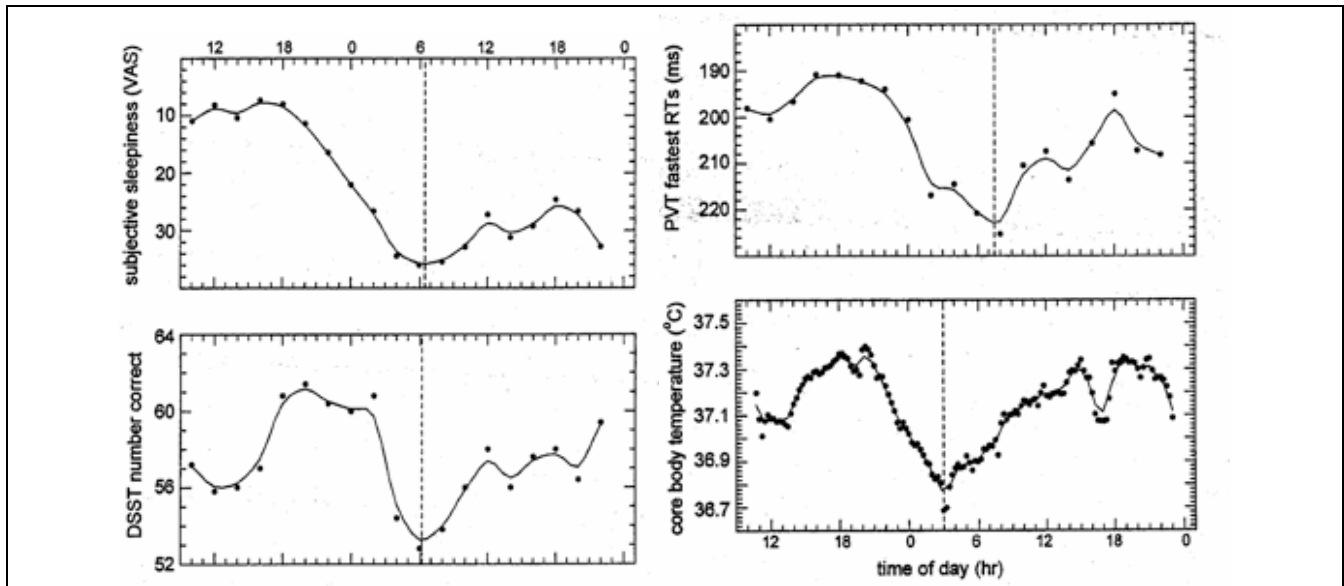 12 18 0 6 12 18 0
subjective sleepiness (VAS)
10
20
30
PVT fastest RTs (ms)
190
200
210
220
DSST number correct
64
60
56
52
core body temperature (°C)
37.5
37.3
37.1
36.9
36.7
12 18 0 6 12 18 0
time of day (hr)